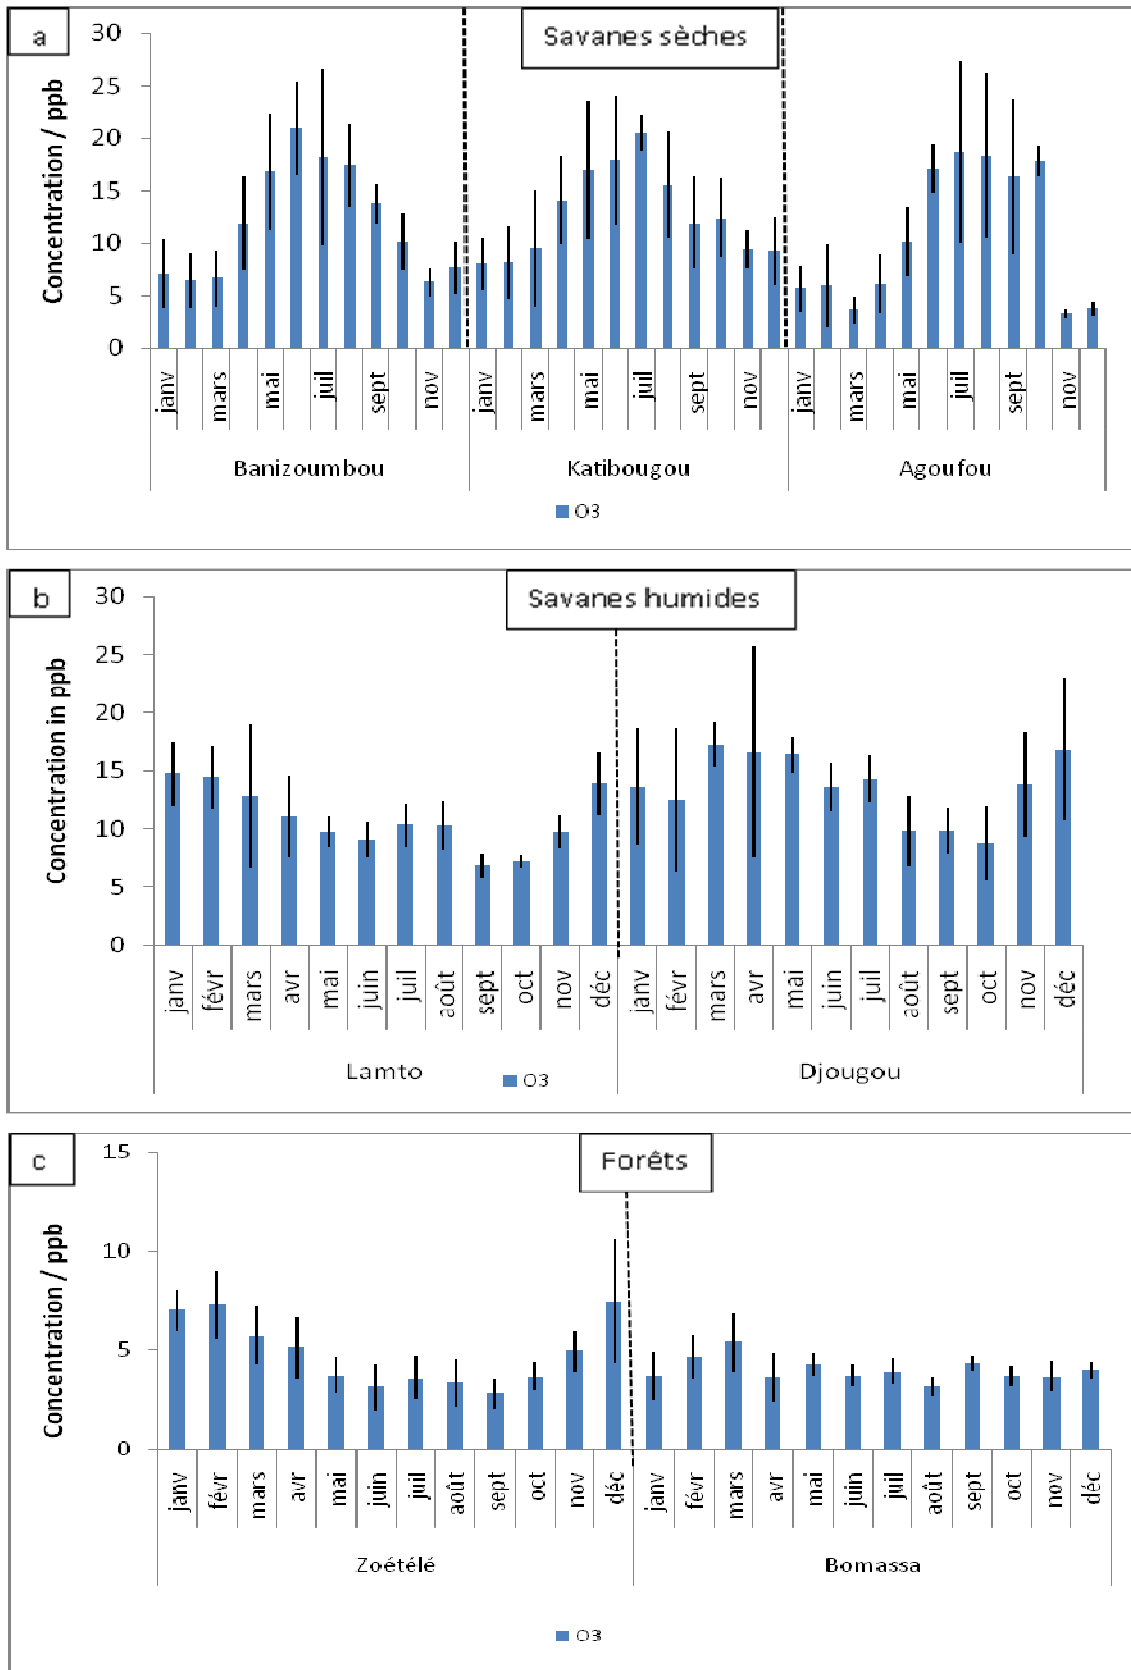 a
Savanes sèches
Concentration / ppb
30
25
20
15
10
5
0
janv mars mai juil sept nov janv mars mai juil sept nov janv mars mai juil sept nov
Banizoumbou Katibougou Agoufou
O3
b
Savanes humides
Concentration in ppb
30
25
20
15
10
5
0
janv févr mars avr mai juin juil août sept oct nov déc janv févr mars avr mai juin juil août sept oct nov déc
Lamto Djougou
O3
c
Forêts
Concentration / ppb
15
10
5
0
janv févr mars avr mai juin juil août sept oct nov déc janv févr mars avr mai juin juil août sept oct nov déc
Zoétélé Bomassa
O3